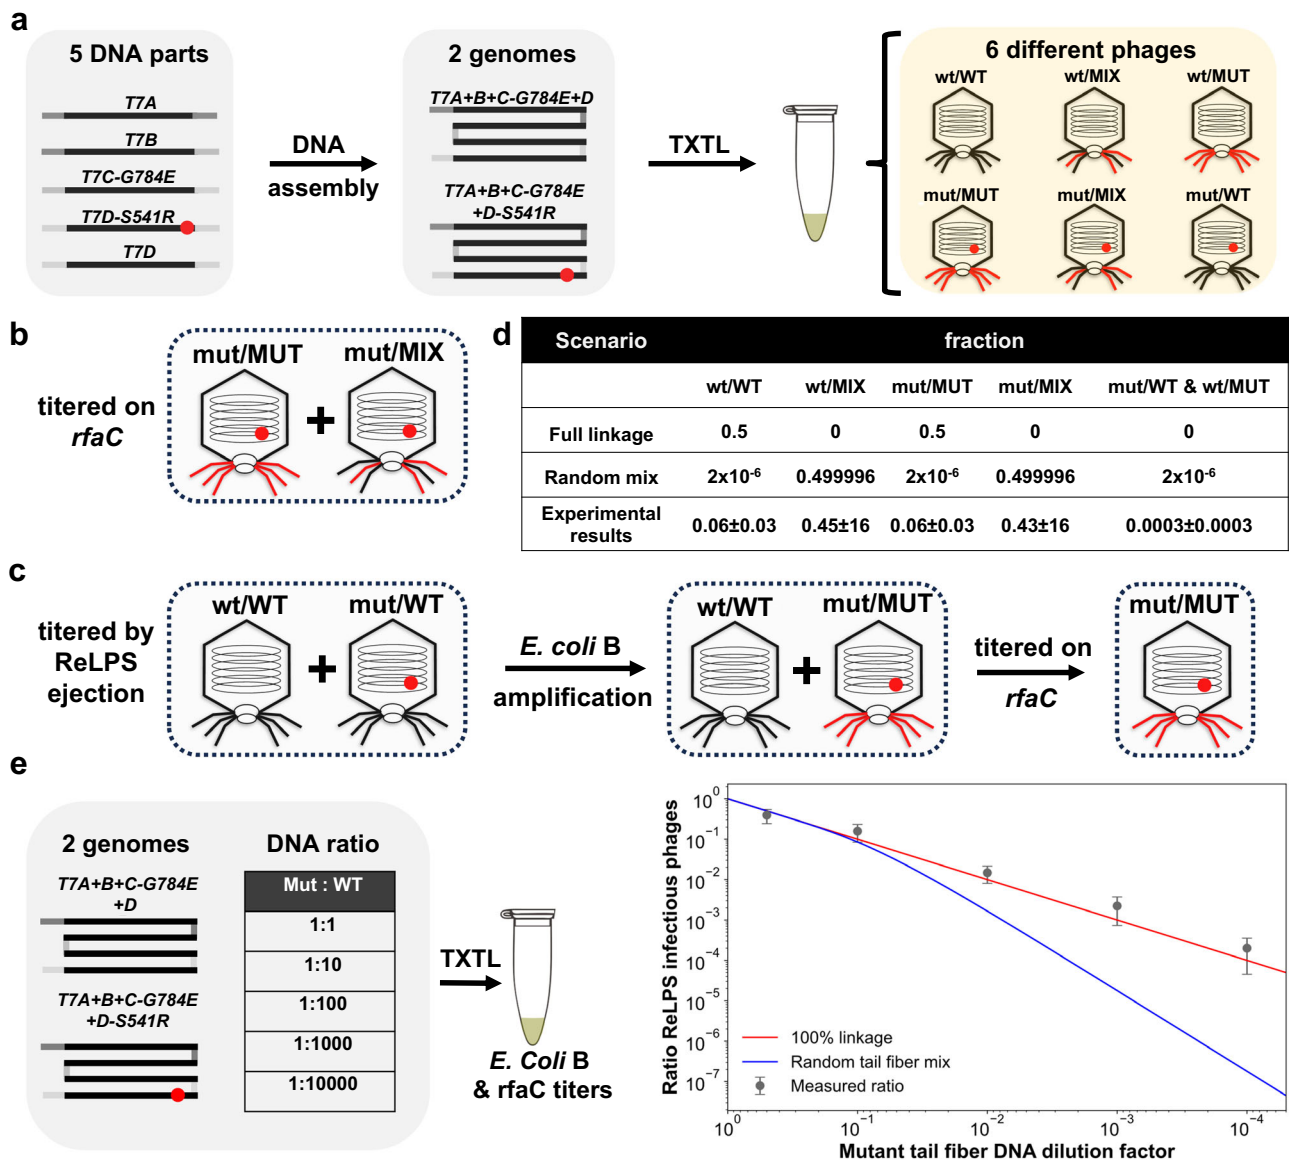 a
5 DNA parts
T7A
T7B
T7C-G784E
T7D-S541R
T7D
DNA
assembly
2 genomes
T7A+B+C-G784E+D
T7A+B+C-G784E
+D-S541R
TXTL
6 different phages
wt/WT wt/MIX wt/MUT
mut/MUT mut/MIX mut/WT
b
titered on
rfaC
mut/MUT mut/MIX
+
d
Scenario fraction
wt/WT wt/MIX mut/MUT mut/MIX mut/WT & wt/MUT
Full linkage 0.5 0 0.5 0 0
Random mix 2x10⁻⁶ 0.499996 2x10⁻⁶ 0.499996 2x10⁻⁶
Experimental
results 0.06±0.03 0.45±16 0.06±0.03 0.43±16 0.0003±0.0003
c
titered by
ReLPS
ejection
wt/WT mut/WT
+
E. coli B
amplification
wt/WT mut/MUT
+
titered on
rfaC
mut/MUT
e
2 genomes
T7A+B+C-G784E
+D
T7A+B+C-G784E
+D-S541R
DNA ratio
Mut : WT
1:1
1:10
1:100
1:1000
1:10000
TXTL
E. Coli B
& rfaC titers
Ratio ReLPS infectious phages
10⁰
10⁻¹
10⁻²
10⁻³
10⁻⁴
10⁻⁵
10⁻⁶
10⁻⁷
100% linkage
Random tail fiber mix
Measured ratio
10⁰ 10⁻¹ 10⁻² 10⁻³ 10⁻⁴
Mutant tail fiber DNA dilution factor